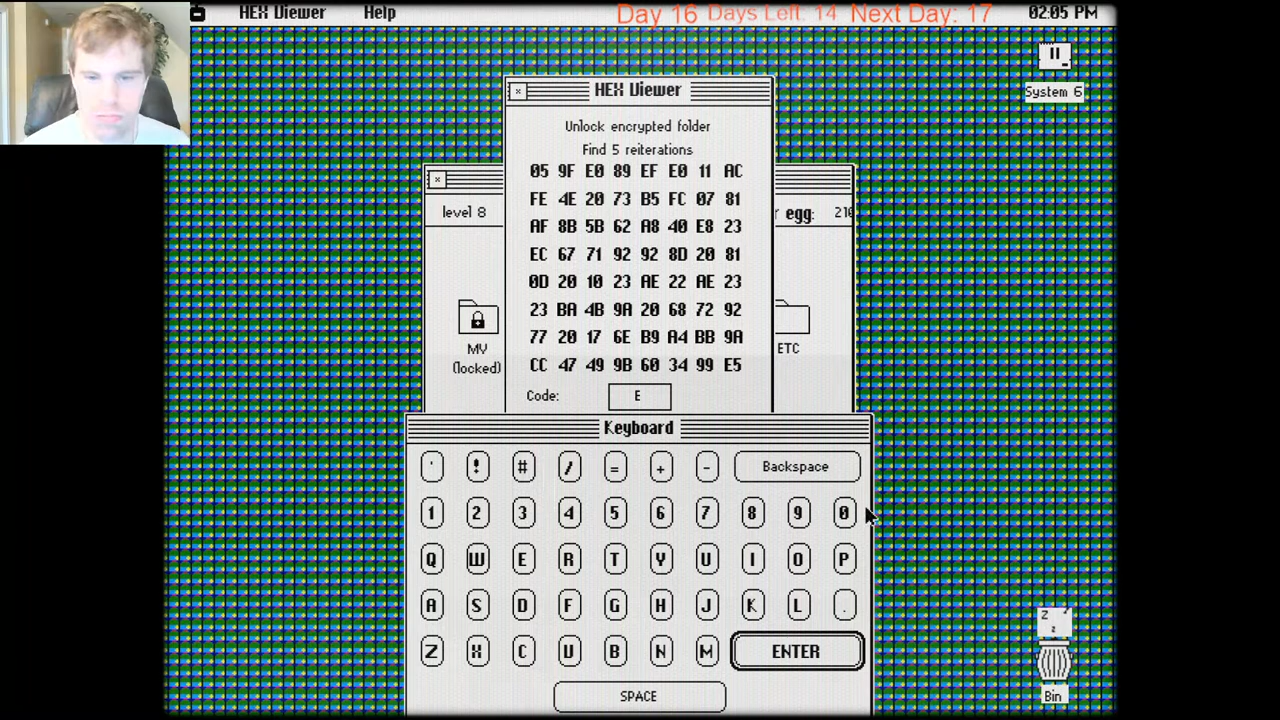 HEX Viewer Help Day 16 Days Left: 14 Next Day: 17 02:05 PM
System 6
HEX Viewer
Unlock encrypted folder
Find 5 reiterations
05 9F E0 89 EF E0 11 AC
FE 4E 20 73 B5 FC 07 81
AF 8B 5B 62 A8 40 E8 23
EC 67 71 92 92 8D 20 81
0D 20 10 23 AE 22 AE 23
23 BA 4B 9A 20 68 72 92
77 20 17 6E B9 A4 BB 9A
CC 47 49 9B 60 34 99 E5
Code: E
level 8
r egg: 210
MV
(locked)
ETC
Keyboard
' ! # / = + - Backspace
1 2 3 4 5 6 7 8 9 0
Q W E R T Y U I O P
A S D F G H J K L .
Z X C V B N M ENTER
SPACE
Z z
Bin